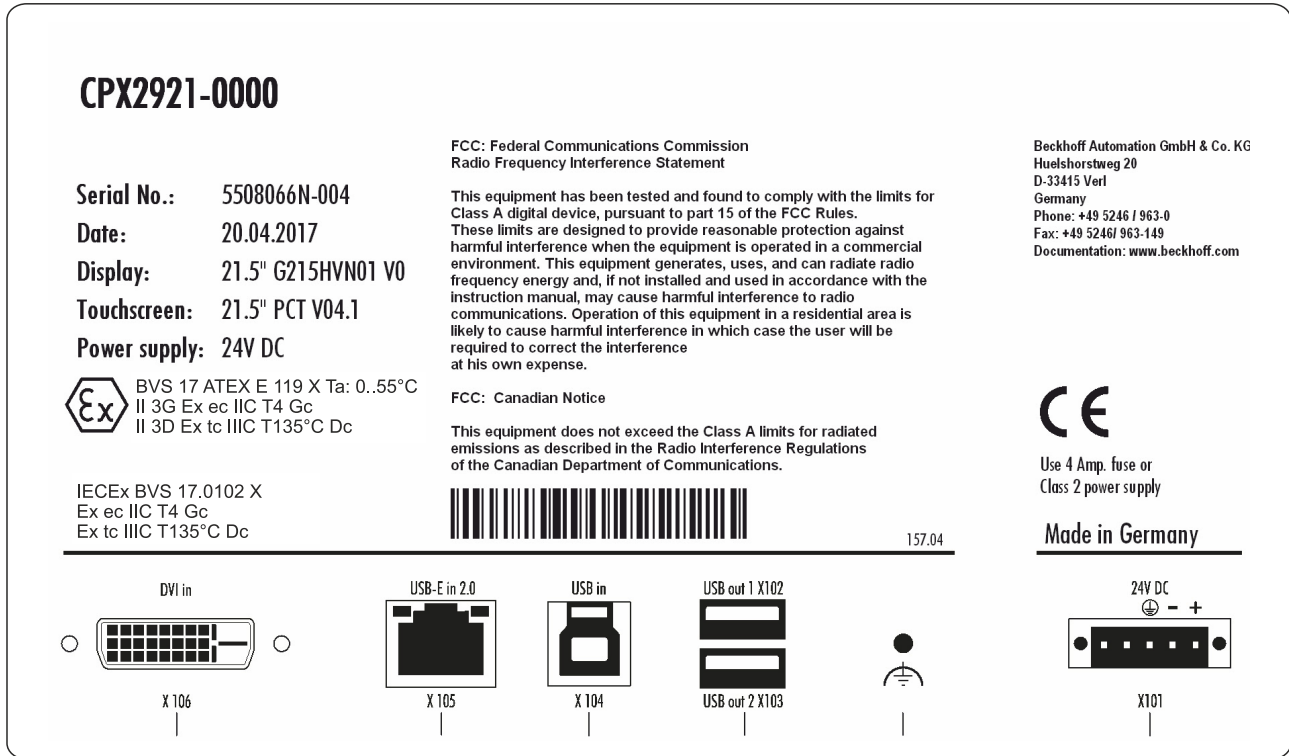 CPX2921-0000
Serial No.: 5508066N-004
Date: 20.04.2017
Display: 21.5" G215HVN01 V0
Touchscreen: 21.5" PCT V04.1
Power supply: 24V DC
Ex
BVS 17 ATEX E 119 X Ta: 0..55°C
II 3G Ex ec IIC T4 Gc
II 3D Ex tc IIIC T135°C Dc
IECEx BVS 17.0102 X
Ex ec IIC T4 Gc
Ex tc IIIC T135°C Dc
FCC: Federal Communications Commission
Radio Frequency Interference Statement
This equipment has been tested and found to comply with the limits for
Class A digital device, pursuant to part 15 of the FCC Rules.
These limits are designed to provide reasonable protection against
harmful interference when the equipment is operated in a commercial
environment. This equipment generates, uses, and can radiate radio
frequency energy and, if not installed and used in accordance with the
instruction manual, may cause harmful interference to radio
communications. Operation of this equipment in a residential area is
likely to cause harmful interference in which case the user will be
required to correct the interference
at his own expense.
FCC: Canadian Notice
This equipment does not exceed the Class A limits for radiated
emissions as described in the Radio Interference Regulations
of the Canadian Department of Communications.
157.04
Beckhoff Automation GmbH & Co. KG
Huelshorstweg 20
D-33415 Verl
Germany
Phone: +49 5246 / 963-0
Fax: +49 5246/ 963-149
Documentation: www.beckhoff.com
CE
Use 4 Amp. fuse or
Class 2 power supply
Made in Germany
DVI in
X 106
USB-E in 2.0
X 105
USB in
X 104
USB out 1 X102
USB out 2 X103
24V DC
- +
X101